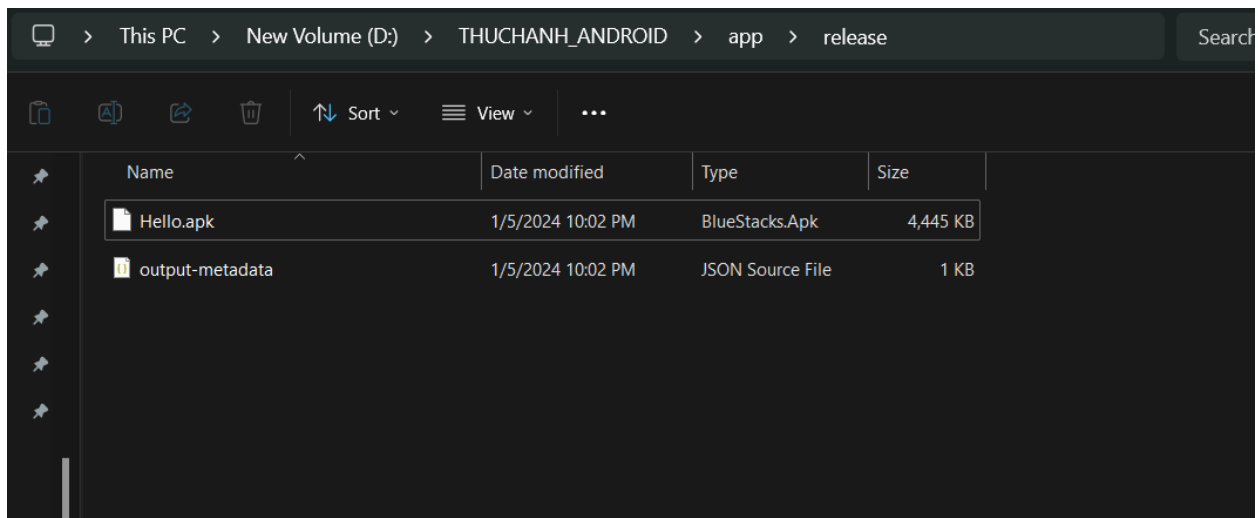 This PC > New Volume (D:) > THUCHANH_ANDROID > app > release Search
Sort View
Name Date modified Type Size
Hello.apk 1/5/2024 10:02 PM BlueStacks.Apk 4,445 KB
output-metadata 1/5/2024 10:02 PM JSON Source File 1 KB